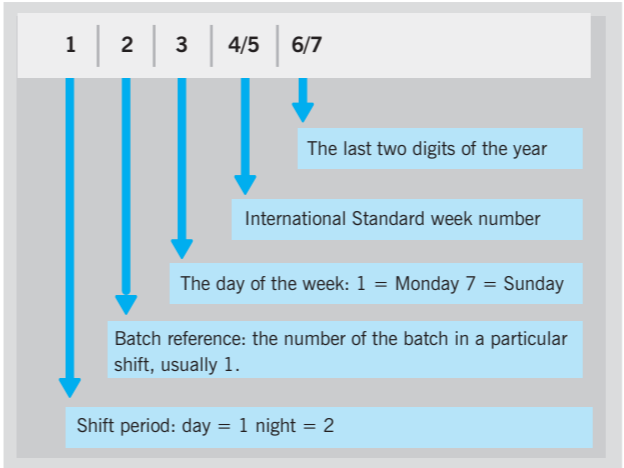 1 2 3 4/5 6/7
The last two digits of the year
International Standard week number
The day of the week: 1 = Monday 7 = Sunday
Batch reference: the number of the batch in a particular
shift, usually 1.
Shift period: day = 1 night = 2